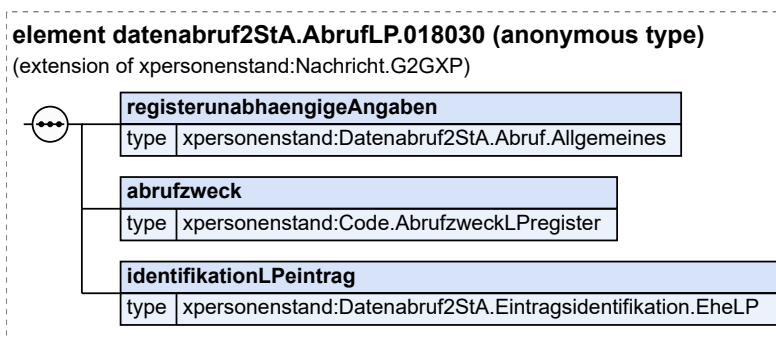 element datenabruf2StA.AbrufLP.018030 (anonymous type)
(extension of xpersonenstand:Nachricht.G2GXP)
registerunabhaengigeAngaben
type xpersonenstand:Datenabruf2StA.Abruf.Allgemeines
abrufzweck
type xpersonenstand:Code.AbrufzweckLPregister
identifikationLPeintrag
type xpersonenstand:Datenabruf2StA.Eintragsidentifikation.EheLP